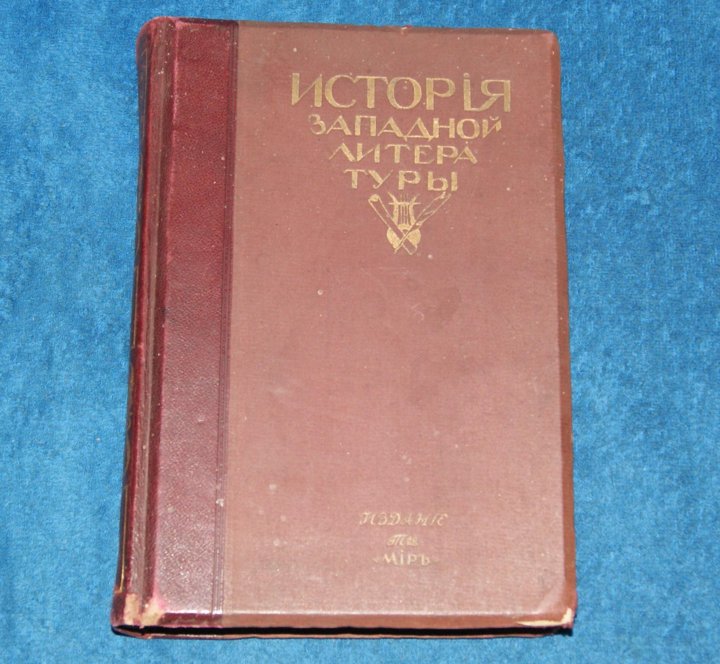 ИСТОРІЯ
ЗАПАДНОЙ
ЛИТЕРА
ТУРЫ
ИЗДАНІЕ
Т-ва
«МІРЪ»